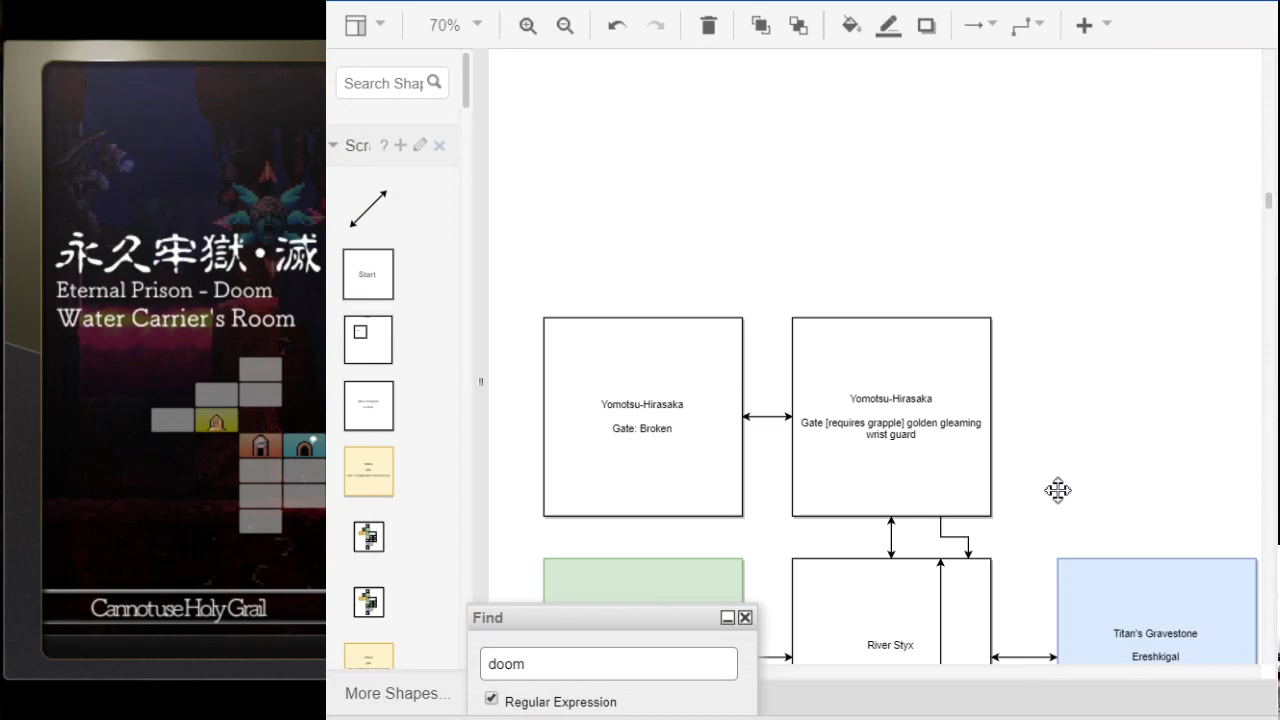 永久牢獄・滅
Eternal Prison - Doom
Water Carrier's Room
Cannot use Holy Grail
70%
Search Shap
Scr
?
Start
More Shapes...
Yomotsu-Hirasaka
Gate: Broken
Yomotsu-Hirasaka
Gate [requires grapple] golden gleaming
wrist guard
River Styx
Titan's Gravestone
Ereshkigal
Find
doom
Regular Expression